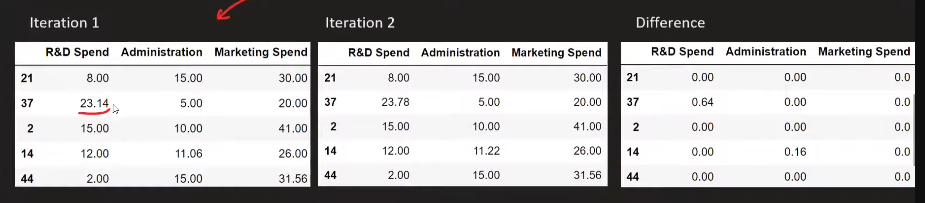 Iteration 1 Iteration 2 Difference
R&D Spend Administration Marketing Spend R&D Spend Administration Marketing Spend R&D Spend Administration Marketing Spend
21 8.00 15.00 30.00 21 8.00 15.00 30.00 21 0.00 0.00 0.0
37 23.14 5.00 20.00 37 23.78 5.00 20.00 37 0.64 0.00 0.0
2 15.00 10.00 41.00 2 15.00 10.00 41.00 2 0.00 0.00 0.0
14 12.00 11.06 26.00 14 12.00 11.22 26.00 14 0.00 0.16 0.0
44 2.00 15.00 31.56 44 2.00 15.00 31.56 44 0.00 0.00 0.0